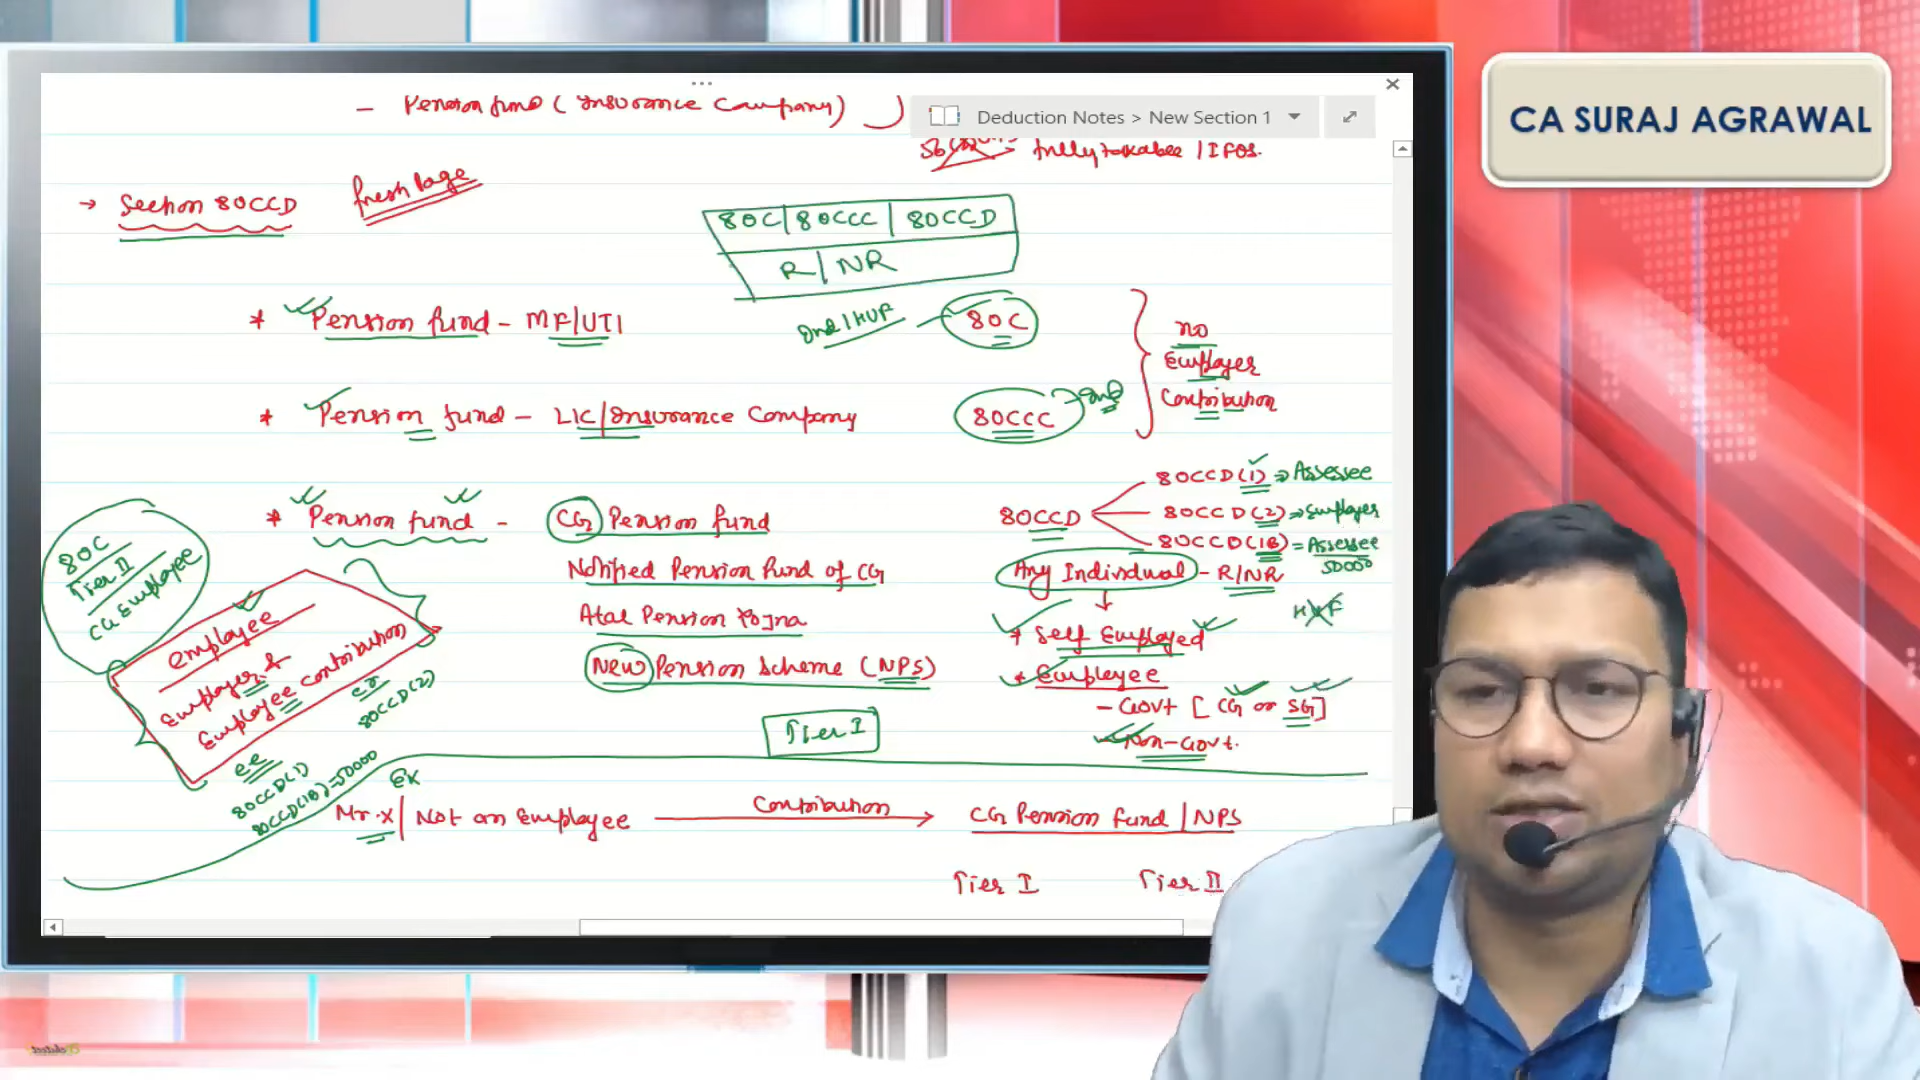 - Pension fund (Insurance Company)
Deduction Notes > New Section 1
CA SURAJ AGRAWAL
fully taxable / IFOS.
→ Section 80CCD
fresh page
80C | 80CCC | 80CCD
R | NR
* Pension fund - MF/UTI
Ind / HUF
80C
no
Employer
Contribution
* Pension fund - LIC/Insurance Company
80CCC
Ind
* Pension fund -
CG Pension fund
Notified Pension Fund of CG
Atal Pension Yojna
New Pension Scheme (NPS)
Tier I
80CCD
80CCD(1) ⇒ Assessee
80CCD(2) ⇒ Employer
80CCD(1B) = Assessee
50000
Any Individual - R/NR
HUF
* Self Employed
* Employee
- Govt [CG or SG]
- Non-Govt.
80C
Tier II
CG Employee
Employee
Employer &
Employee contribution
er
80CCD(2)
ee
80CCD(1)
80CCD(1B)=50000
Ex
Mr. X | Not an Employee
Contribution
CG Pension fund | NPS
Tier I
Tier II